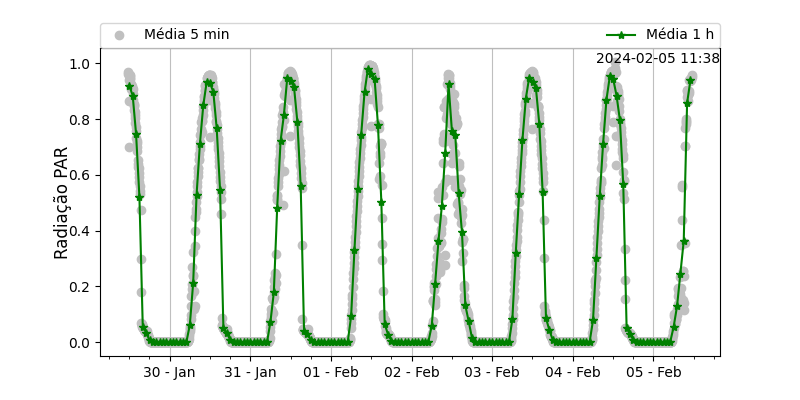 Média 5 min
Média 1 h
2024-02-05 11:38
Radiação PAR
1.0
0.8
0.6
0.4
0.2
0.0
30 - Jan
31 - Jan
01 - Feb
02 - Feb
03 - Feb
04 - Feb
05 - Feb